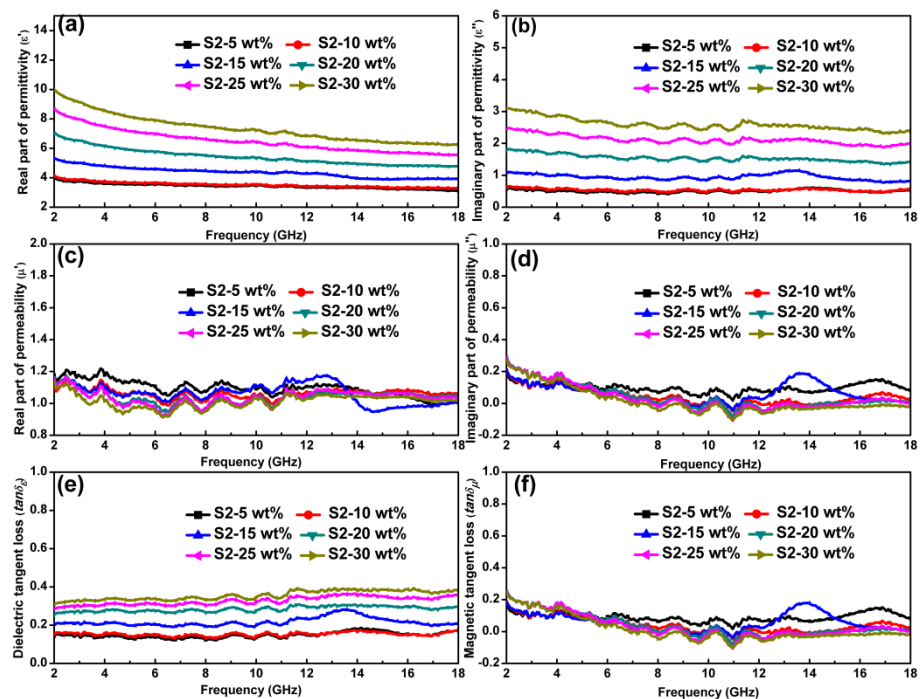 (a)
S2-5 wt% S2-10 wt%
S2-15 wt% S2-20 wt%
S2-25 wt% S2-30 wt%
Real part of permittivity (ε')
14
12
10
8
6
4
2
2 4 6 8 10 12 14 16 18
Frequency (GHz)
(b)
S2-5 wt% S2-10 wt%
S2-15 wt% S2-20 wt%
S2-25 wt% S2-30 wt%
Imaginary part of permittivity (ε'')
6
5
4
3
2
1
0
2 4 6 8 10 12 14 16 18
Frequency (GHz)
(c)
S2-5 wt% S2-10 wt%
S2-15 wt% S2-20 wt%
S2-25 wt% S2-30 wt%
Real part of permeability (μ')
2.0
1.8
1.6
1.4
1.2
1.0
0.8
2 4 6 8 10 12 14 16 18
Frequency (GHz)
(d)
S2-5 wt% S2-10 wt%
S2-15 wt% S2-20 wt%
S2-25 wt% S2-30 wt%
Imaginary part of permeability (μ'')
1.0
0.8
0.6
0.4
0.2
0.0
-0.2
2 4 6 8 10 12 14 16 18
Frequency (GHz)
(e)
S2-5 wt% S2-10 wt%
S2-15 wt% S2-20 wt%
S2-25 wt% S2-30 wt%
Dielectric tangent loss (tanδε)
1.0
0.8
0.6
0.4
0.2
0.0
2 4 6 8 10 12 14 16 18
Frequency (GHz)
(f)
S2-5 wt% S2-10 wt%
S2-15 wt% S2-20 wt%
S2-25 wt% S2-30 wt%
Magnetic tangent loss (tanδμ)
1.0
0.8
0.6
0.4
0.2
0.0
-0.2
2 4 6 8 10 12 14 16 18
Frequency (GHz)